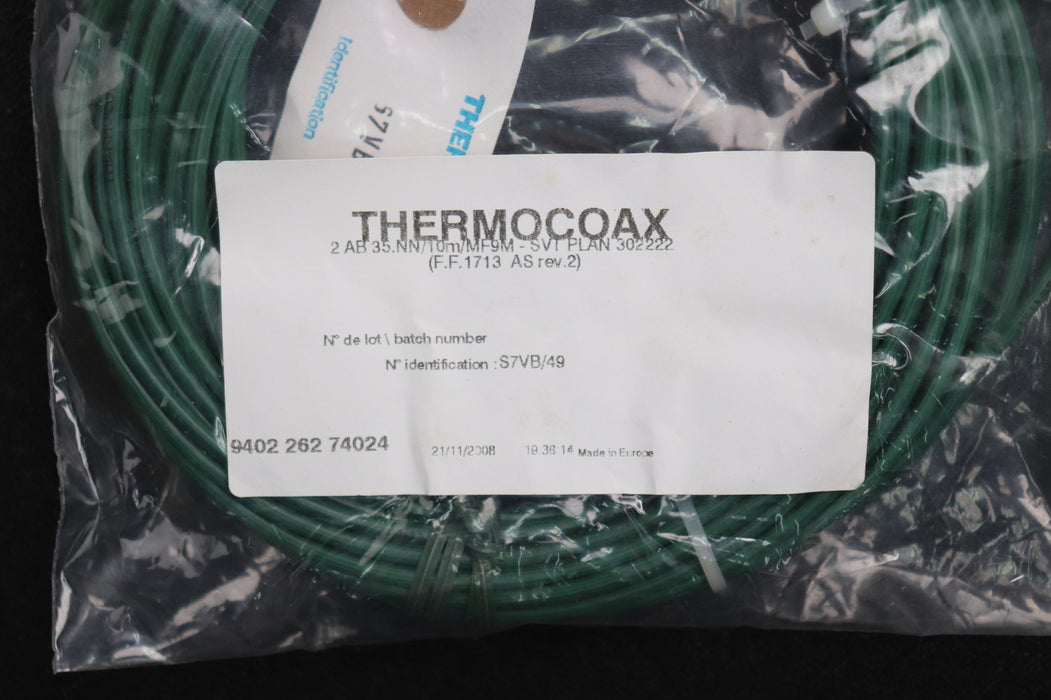 Identification
S7VB
THER
THERMOCOAX
2 AB 35.NN/10m/MF9M - SVT PLAN 302222
(F.F.1713 AS rev.2)
N° de lot \ batch number
N° identification : S7VB/49
9402 262 74024 21/11/2008 19:36:14 Made in Europe